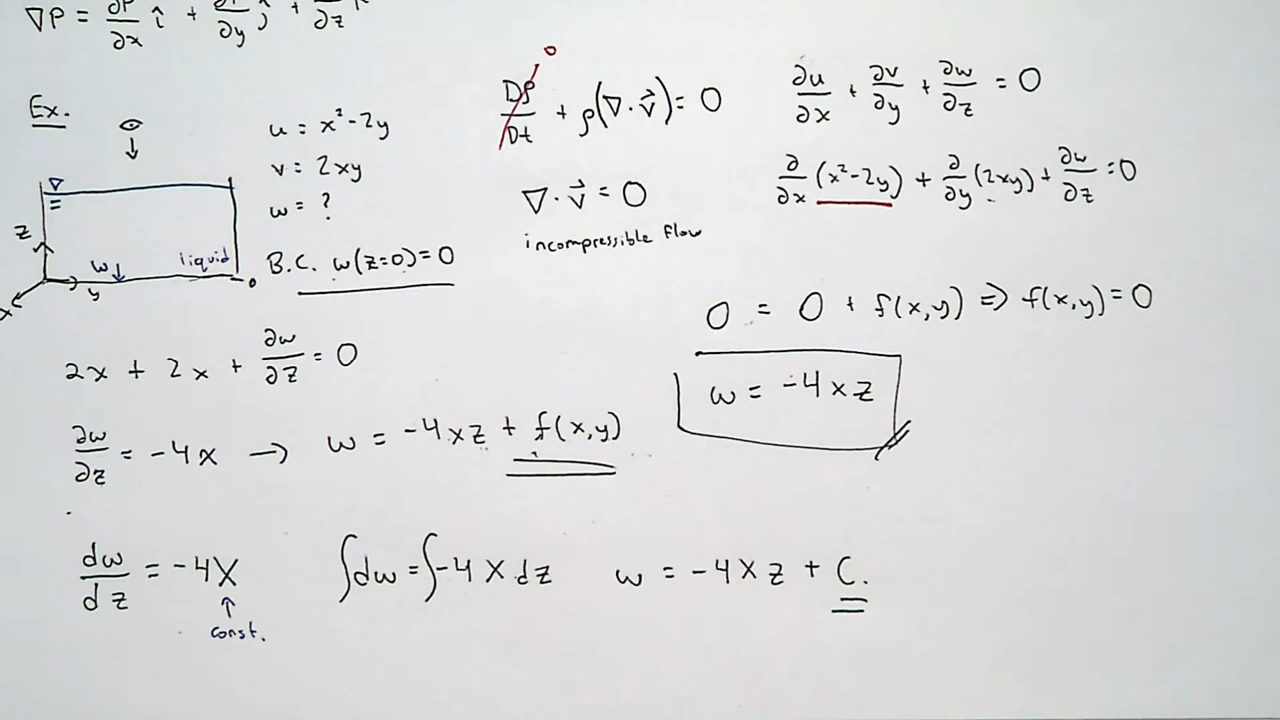 ∇P = ∂P/∂x î + ∂P/∂y ĵ + ∂P/∂z k̂
Ex.
u = x² - 2y
v = 2xy
w = ?
B.C. w(z=0) = 0
z
w
liquid
y
x
Dρ/Dt + ρ(∇ · V⃗) = 0
0
∇ · V⃗ = 0
incompressible flow
∂u/∂x + ∂v/∂y + ∂w/∂z = 0
∂/∂x (x² - 2y) + ∂/∂y (2xy) + ∂w/∂z = 0
0 = 0 + f(x,y) ⇒ f(x,y) = 0
w = -4xz
2x + 2x + ∂w/∂z = 0
∂w/∂z = -4x → w = -4xz + f(x,y)
dw/dz = -4X ∫dw = ∫-4X dz w = -4Xz + C.
↑
const.